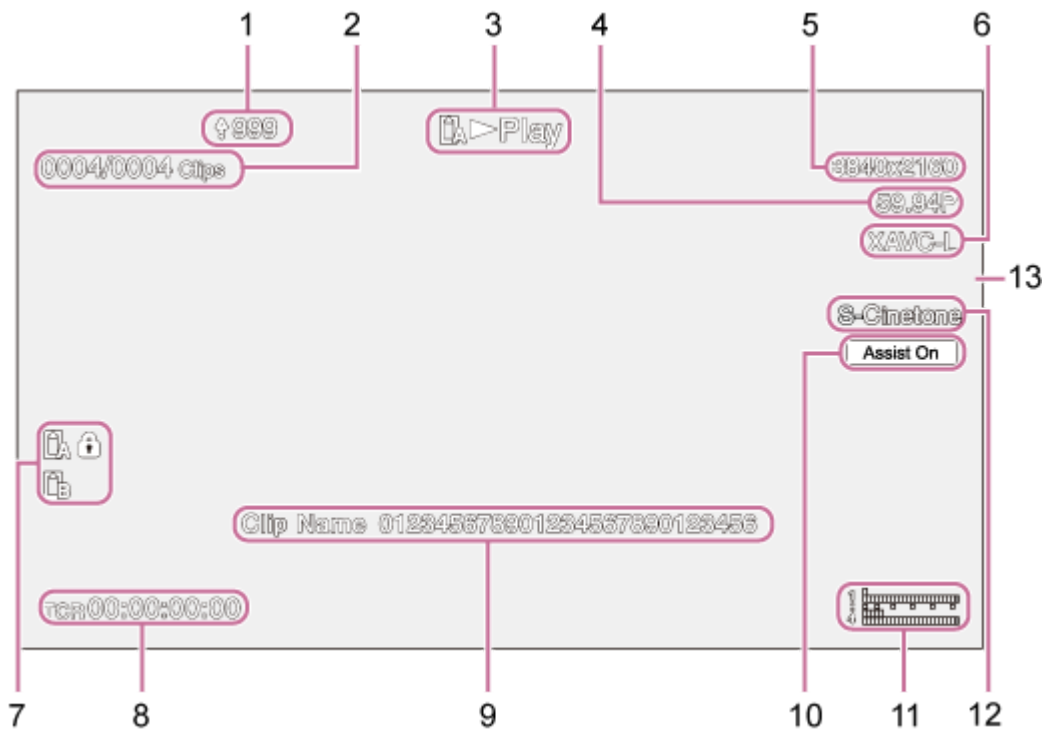 1 2 3 4 5 6
999
A Play
0004/0004 Clips
3840x2160
59.94P
XAVC-L
13
S-Cinetone
Assist On
A
B
Clip Name 012345678901234567890123456
TCR 00:00:00:00
7 8 9 10 11 12